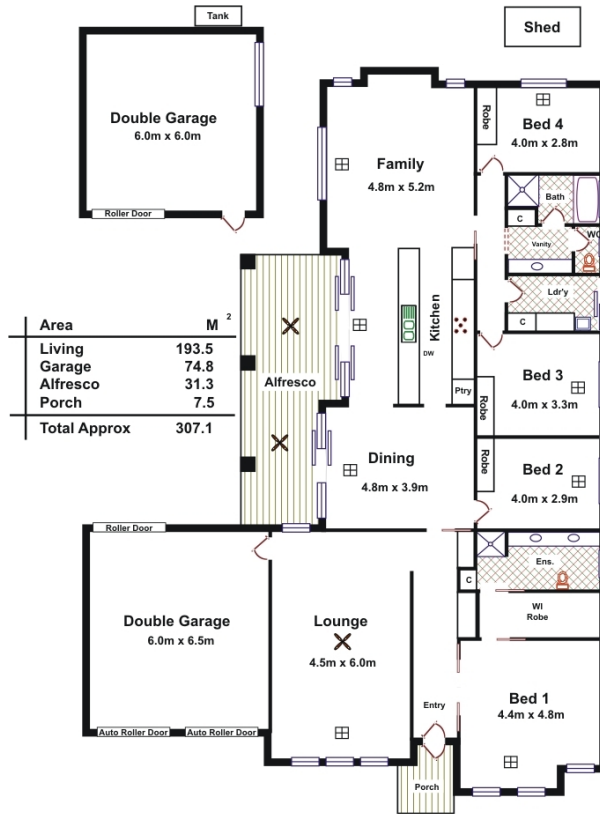 Tank
Shed
Double Garage
6.0m x 6.0m
Roller Door
Family
4.8m x 5.2m
Robe
Bed 4
4.0m x 2.8m
Bath
C
Vanity
WC
Ldr'y
C
Kitchen
DW
Ptry
Alfresco
Area M 2
Living 193.5
Garage 74.8
Alfresco 31.3
Porch 7.5
Total Approx 307.1
Bed 3
4.0m x 3.3m
Robe
Robe
Bed 2
4.0m x 2.9m
Dining
4.8m x 3.9m
Roller Door
Double Garage
6.0m x 6.5m
Auto Roller Door
Auto Roller Door
Lounge
4.5m x 6.0m
C
Ens.
WI
Robe
Entry
Bed 1
4.4m x 4.8m
Porch